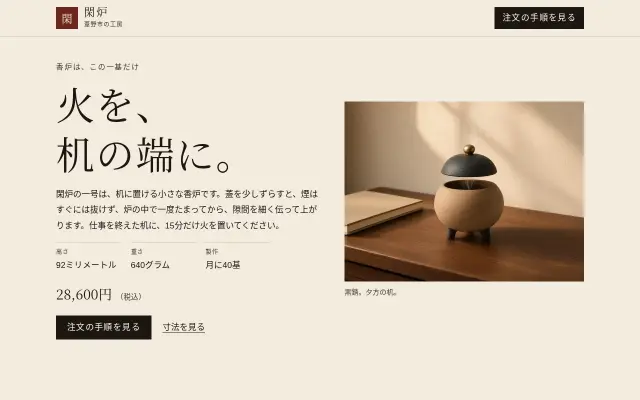 閑
閑炉
萱野市の工房
注文の手順を見る
香炉は、この一基だけ
火を、
机の端に。
閑炉の一号は、机に置ける小さな香炉です。蓋を少しずらすと、煙は
すぐには抜けず、炉の中で一度たまってから、隙間を細く伝って上が
ります。仕事を終えた机に、15分だけ火を置いてください。
高さ
重さ
製作
92ミリメートル
640グラム
月に40基
28,600円 （税込）
注文の手順を見る
寸法を見る
黒錆。夕方の机。